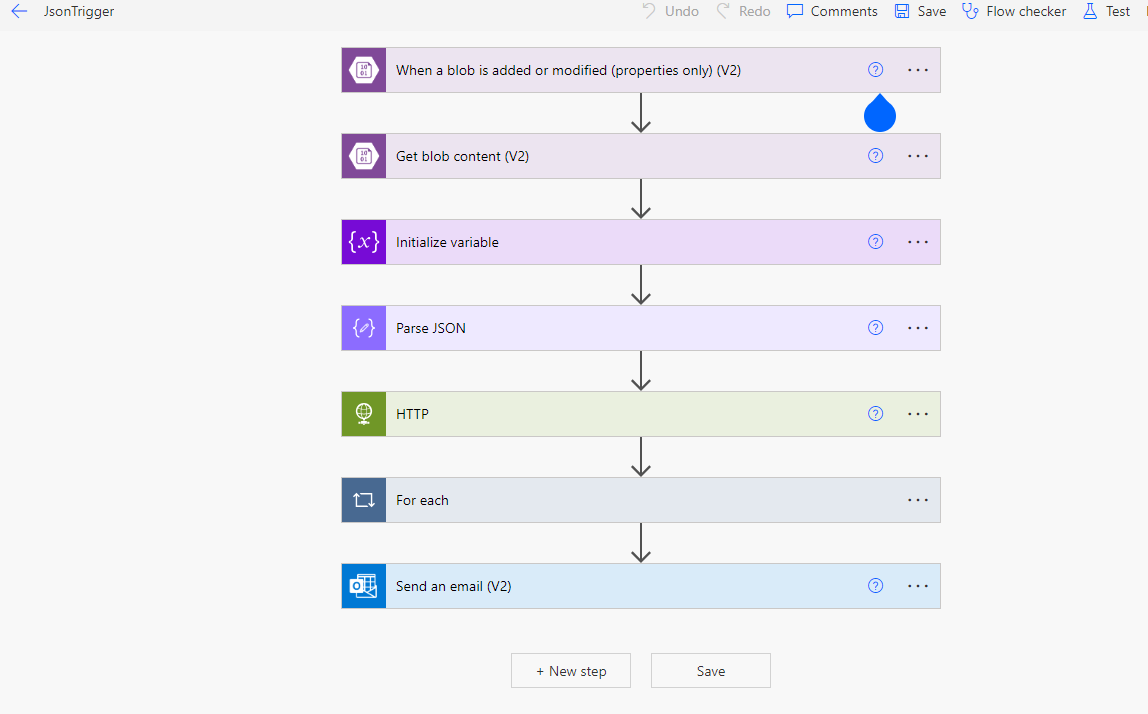 JsonTrigger Undo Redo Comments Save Flow checker Test
When a blob is added or modified (properties only) (V2) ? ...
Get blob content (V2) ? ...
{x} Initialize variable ? ...
Parse JSON ? ...
HTTP ? ...
For each ...
Send an email (V2) ? ...
+ New step Save